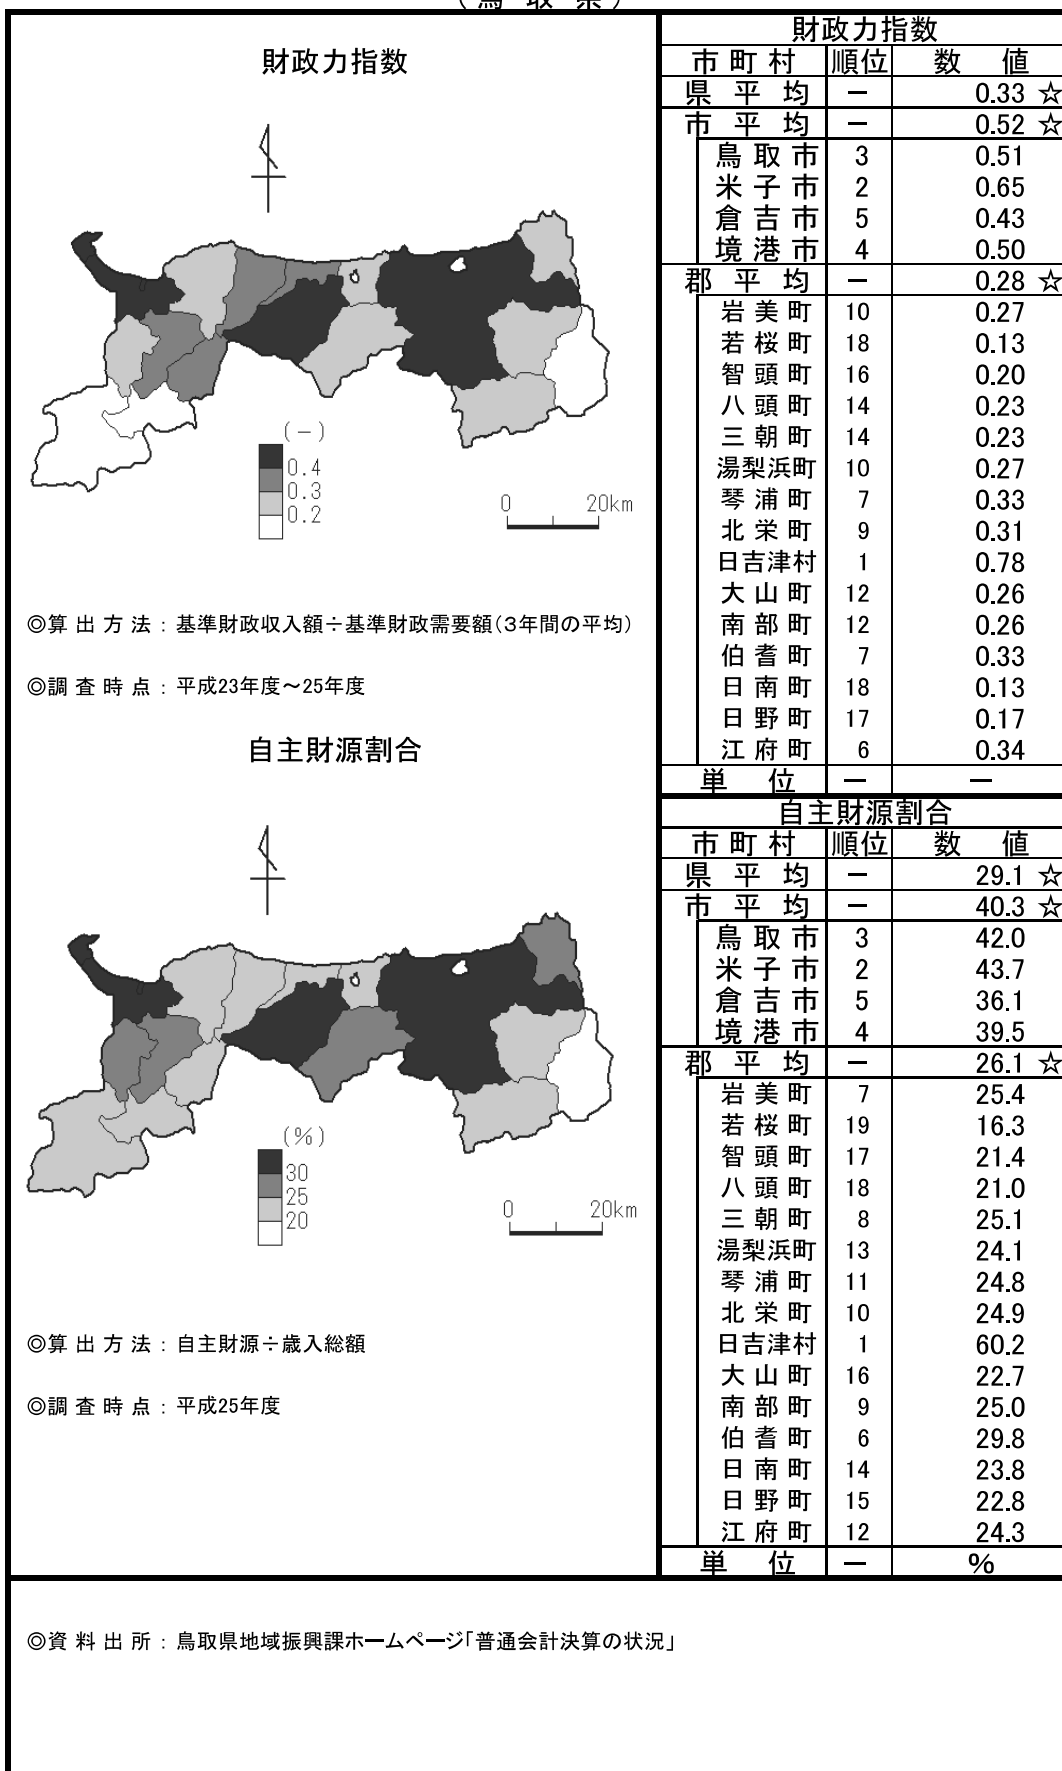 (鳥取県)
財政力指数
(－)
0.4
0.3
0.2
0 20km
◎算出方法：基準財政収入額÷基準財政需要額(3年間の平均)
◎調査時点：平成23年度～25年度
自主財源割合
(%)
30
25
20
0 20km
◎算出方法：自主財源÷歳入総額
◎調査時点：平成25年度
財政力指数
市町村 順位 数値
県平均 － 0.33 ☆
市平均 － 0.52 ☆
鳥取市 3 0.51
米子市 2 0.65
倉吉市 5 0.43
境港市 4 0.50
郡平均 － 0.28 ☆
岩美町 10 0.27
若桜町 18 0.13
智頭町 16 0.20
八頭町 14 0.23
三朝町 14 0.23
湯梨浜町 10 0.27
琴浦町 7 0.33
北栄町 9 0.31
日吉津村 1 0.78
大山町 12 0.26
南部町 12 0.26
伯耆町 7 0.33
日南町 18 0.13
日野町 17 0.17
江府町 6 0.34
単位 － －
自主財源割合
市町村 順位 数値
県平均 － 29.1 ☆
市平均 － 40.3 ☆
鳥取市 3 42.0
米子市 2 43.7
倉吉市 5 36.1
境港市 4 39.5
郡平均 － 26.1 ☆
岩美町 7 25.4
若桜町 19 16.3
智頭町 17 21.4
八頭町 18 21.0
三朝町 8 25.1
湯梨浜町 13 24.1
琴浦町 11 24.8
北栄町 10 24.9
日吉津村 1 60.2
大山町 16 22.7
南部町 9 25.0
伯耆町 6 29.8
日南町 14 23.8
日野町 15 22.8
江府町 12 24.3
単位 － %
◎資料出所：鳥取県地域振興課ホームページ「普通会計決算の状況」